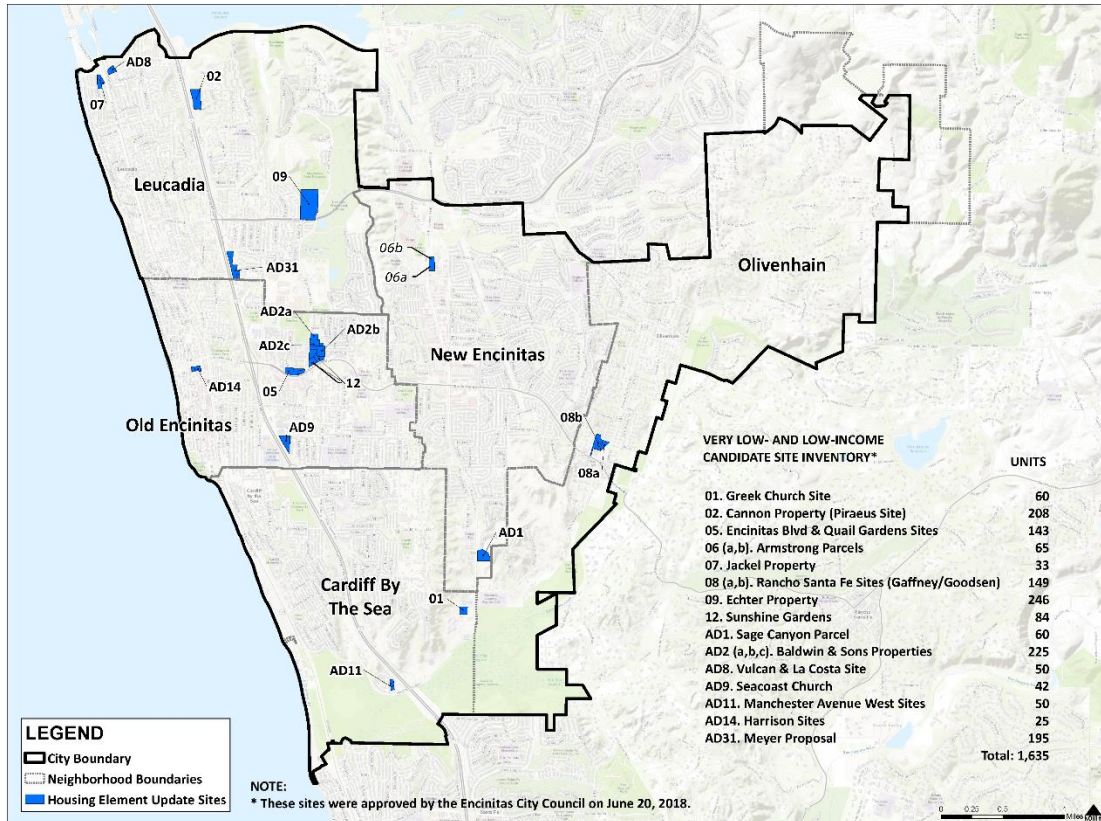 AD8
02
07
Leucadia
09
06b
06a
AD31
Olivenhain
AD2a
AD2b
AD2c
New Encinitas
12
05
AD14
Old Encinitas
AD9
08b
08a
AD1
Cardiff By
The Sea
01
AD11
Cardiff
by The
Sea
Leucadia
VERY LOW- AND LOW-INCOME
CANDIDATE SITE INVENTORY* UNITS
01. Greek Church Site 60
02. Cannon Property (Piraeus Site) 208
05. Encinitas Blvd & Quail Gardens Sites 143
06 (a,b). Armstrong Parcels 65
07. Jackel Property 33
08 (a,b). Rancho Santa Fe Sites (Gaffney/Goodsen) 149
09. Echter Property 246
12. Sunshine Gardens 84
AD1. Sage Canyon Parcel 60
AD2 (a,b,c). Baldwin & Sons Properties 225
AD8. Vulcan & La Costa Site 50
AD9. Seacoast Church 42
AD11. Manchester Avenue West Sites 50
AD14. Harrison Sites 25
AD31. Meyer Proposal 195
Total: 1,635
LEGEND
City Boundary
Neighborhood Boundaries
Housing Element Update Sites
NOTE:
* These sites were approved by the Encinitas City Council on June 20, 2018.
0 0.25 0.5 1
Miles